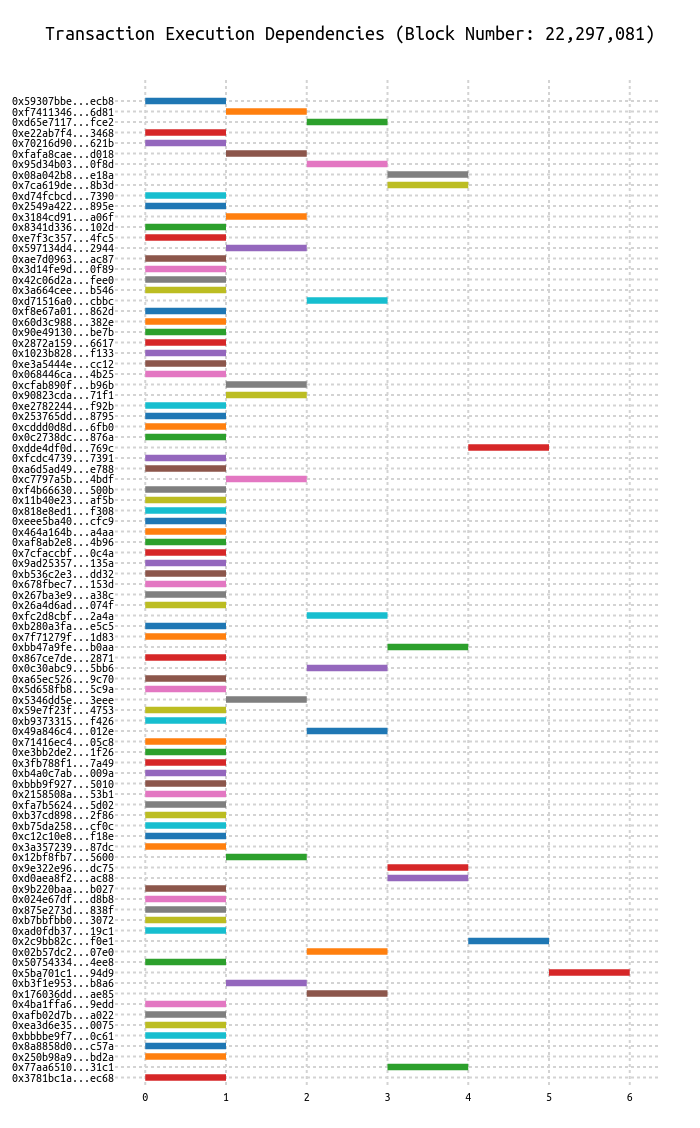 Transaction Execution Dependencies (Block Number: 22,297,081)
0x59307bbe...ecb8
0xf7411346...6d81
0xd65e7117...fce2
0xe22ab7f4...3468
0x70216d90...621b
0xfafa8cae...d018
0x95d34b03...0f8d
0x08a042b8...e18a
0x7ca619de...8b3d
0xd74fcbcd...7390
0x2549a422...895e
0x3184cd91...a06f
0x8341d336...102d
0xe7f3c357...4fc5
0x597134d4...2944
0xae7d0963...ac87
0x3d14fe9d...0f89
0x42c06d2a...fee0
0x3a664cee...b546
0xd71516a0...cbbc
0xf8e67a01...862d
0x60d3c988...382e
0x90e49130...be7b
0x2872a159...6617
0x1023b828...f133
0xe3a5444e...cc12
0x068446ca...4b25
0xcfab890f...b96b
0x90823cda...71f1
0xe2782244...f92b
0x253765dd...8795
0xcddd0d8d...6fb0
0x0c2738dc...876a
0xdde4df0d...769c
0xfcdc4739...7391
0xa6d5ad49...e788
0xc7797a5b...4bdf
0xf4b66630...500b
0x11b40e23...af5b
0x818e8ed1...f308
0xeee5ba40...cfc9
0x464a164b...a4aa
0xaf8ab2e8...4b96
0x7cfaccbf...0c4a
0x9ad25357...135a
0xb536c2e3...dd32
0x678fbec7...153d
0x267ba3e9...a38c
0x26a4d6ad...074f
0xfc2d8cbf...2a4a
0xb280a3fa...e5c5
0x7f71279f...1d83
0xbb47a9fe...b0aa
0x867ce7de...2871
0x0c30abc9...5bb6
0xa65ec526...9c70
0x5d658fb8...5c9a
0x5346dd5e...3eee
0x59e7f23f...4753
0xb9373315...f426
0x49a846c4...012e
0x71416ec4...05c8
0xe3bb2de2...1f26
0x3fb788f1...7a49
0xb4a0c7ab...009a
0xbbb9f927...5010
0x2158508a...53b1
0xfa7b5624...5d02
0xb37cd898...2f86
0xb75da258...cf0c
0xc12c10e8...f18e
0x3a357239...87dc
0x12bf8fb7...5600
0x9e322e96...dc75
0xd0aea8f2...ac88
0x9b220baa...b027
0x024e67df...d8b8
0x875e273d...838f
0xb7bbfbb0...3072
0xad0fdb37...19c1
0x2c9bb82c...f0e1
0x02b57dc2...07e0
0x50754334...4ee8
0x5ba701c1...94d9
0xb3f1e953...b8a6
0x176036dd...ae85
0x4ba1ffa6...9edd
0xafb02d7b...a022
0xea3d6e35...0075
0xbbbbe9f7...0c61
0x8a8858d0...c57a
0x250b98a9...bd2a
0x77aa6510...31c1
0x3781bc1a...ec68
0 1 2 3 4 5 6